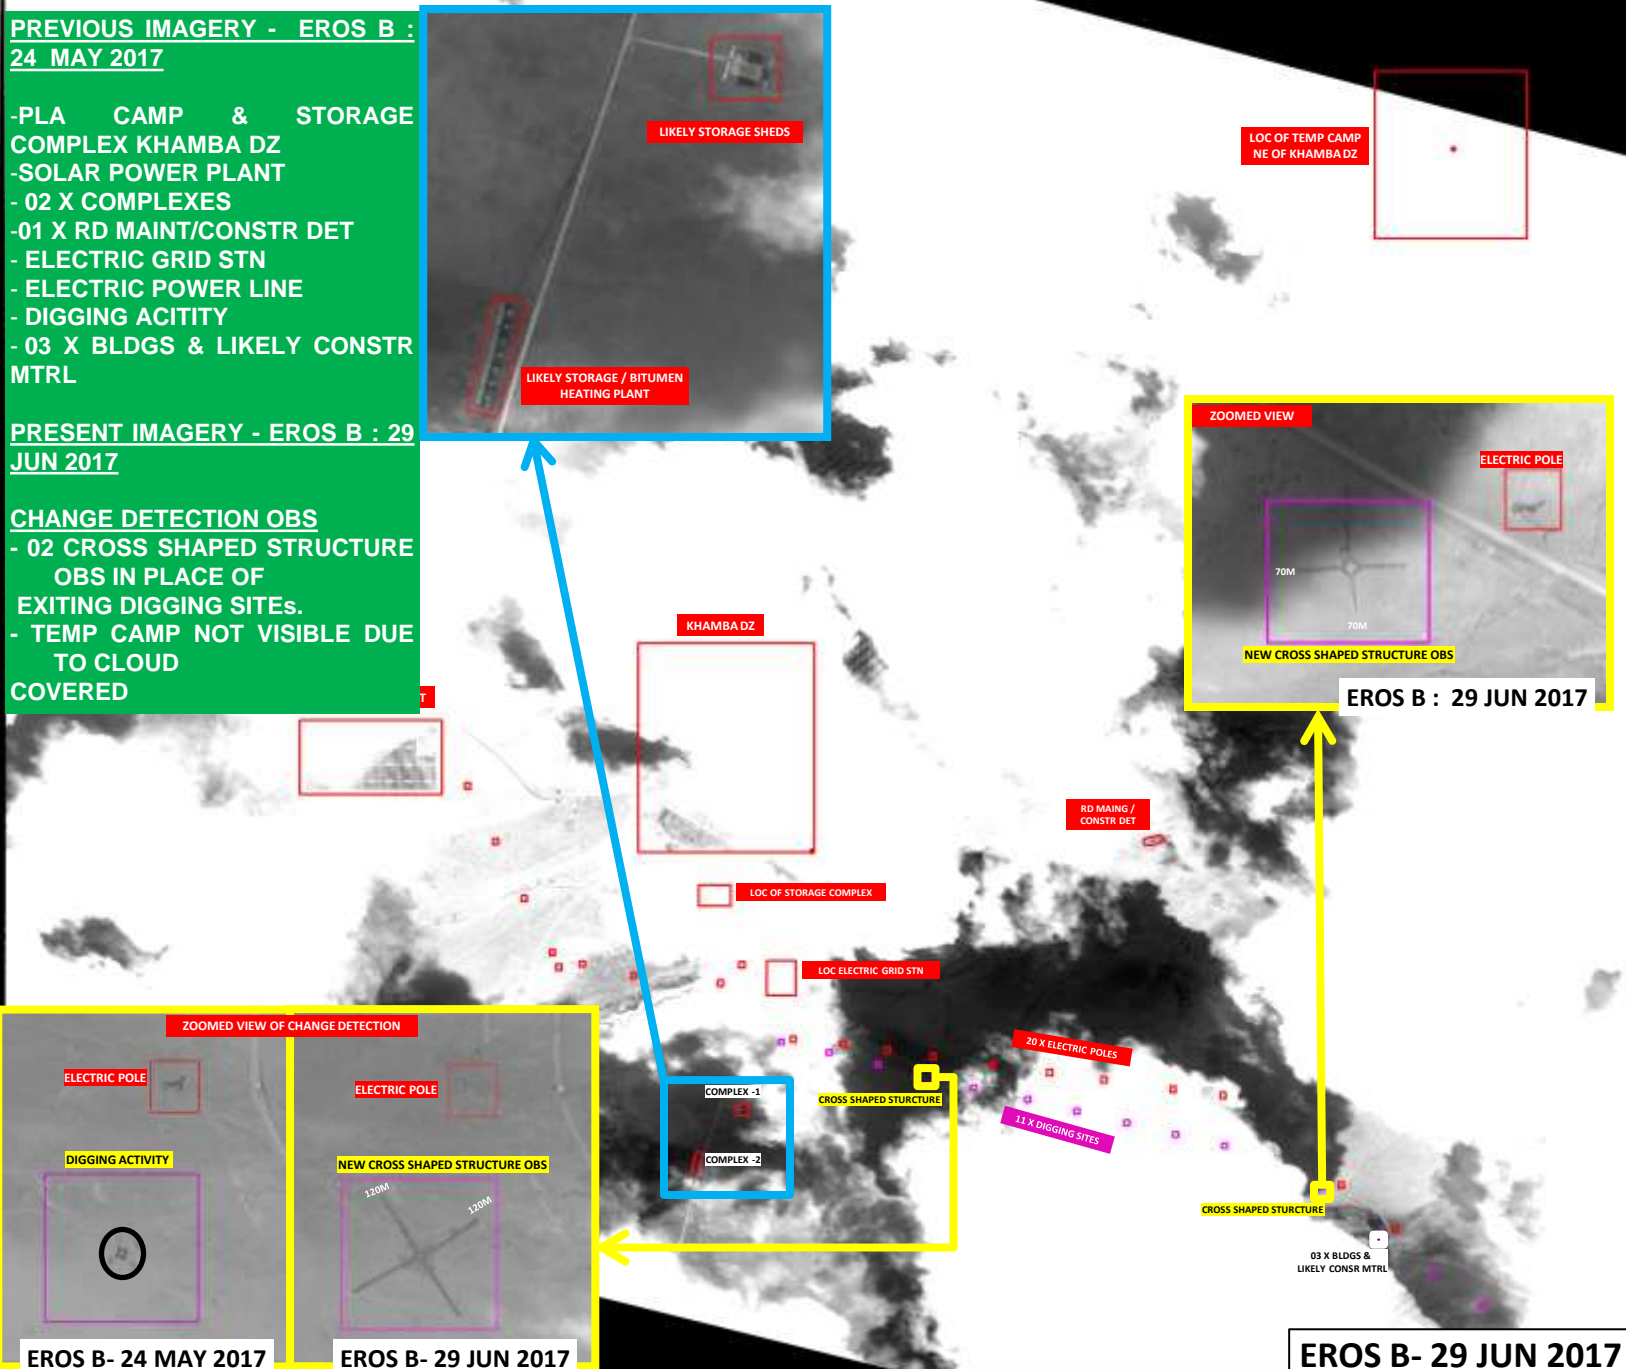 PREVIOUS IMAGERY - EROS B :
24 MAY 2017
-PLA CAMP & STORAGE
COMPLEX KHAMBA DZ
-SOLAR POWER PLANT
- 02 X COMPLEXES
-01 X RD MAINT/CONSTR DET
- ELECTRIC GRID STN
- ELECTRIC POWER LINE
- DIGGING ACITITY
- 03 X BLDGS & LIKELY CONSTR
MTRL
PRESENT IMAGERY - EROS B : 29
JUN 2017
CHANGE DETECTION OBS
- 02 CROSS SHAPED STRUCTURE
OBS IN PLACE OF
EXITING DIGGING SITEs.
- TEMP CAMP NOT VISIBLE DUE
TO CLOUD
COVERED
T
LIKELY STORAGE SHEDS
LIKELY STORAGE / BITUMEN
HEATING PLANT
LOC OF TEMP CAMP
NE OF KHAMBA DZ
ZOOMED VIEW
ELECTRIC POLE
70M
70M
NEW CROSS SHAPED STRUCTURE OBS
EROS B : 29 JUN 2017
KHAMBA DZ
RD MAING /
CONSTR DET
LOC OF STORAGE COMPLEX
LOC ELECTRIC GRID STN
20 X ELECTRIC POLES
11 X DIGGING SITES
CROSS SHAPED STURCTURE
COMPLEX -1
COMPLEX -2
CROSS SHAPED STURCTURE
03 X BLDGS &
LIKELY CONSR MTRL
ZOOMED VIEW OF CHANGE DETECTION
ELECTRIC POLE
DIGGING ACTIVITY
EROS B- 24 MAY 2017
ELECTRIC POLE
NEW CROSS SHAPED STRUCTURE OBS
120M
120M
EROS B- 29 JUN 2017
EROS B- 29 JUN 2017